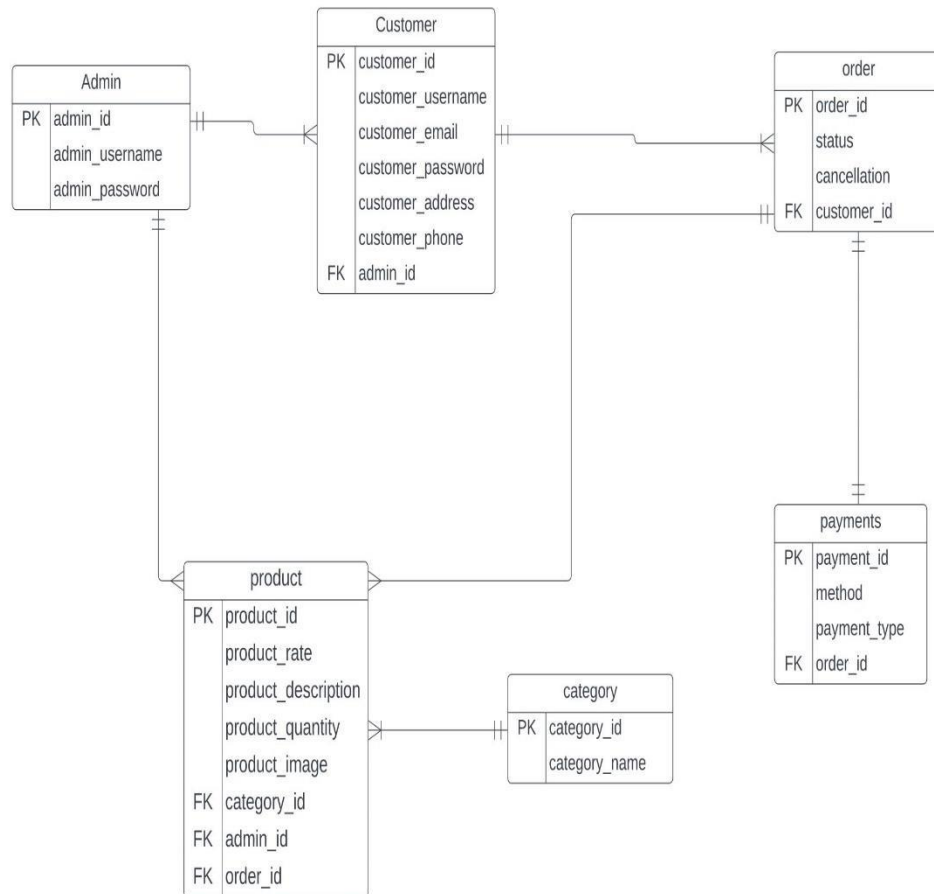 Admin
PK admin_id
admin_username
admin_password
Customer
PK customer_id
customer_username
customer_email
customer_password
customer_address
customer_phone
FK admin_id
order
PK order_id
status
cancellation
FK customer_id
payments
PK payment_id
method
payment_type
FK order_id
product
PK product_id
product_rate
product_description
product_quantity
product_image
FK category_id
FK admin_id
FK order_id
category
PK category_id
category_name